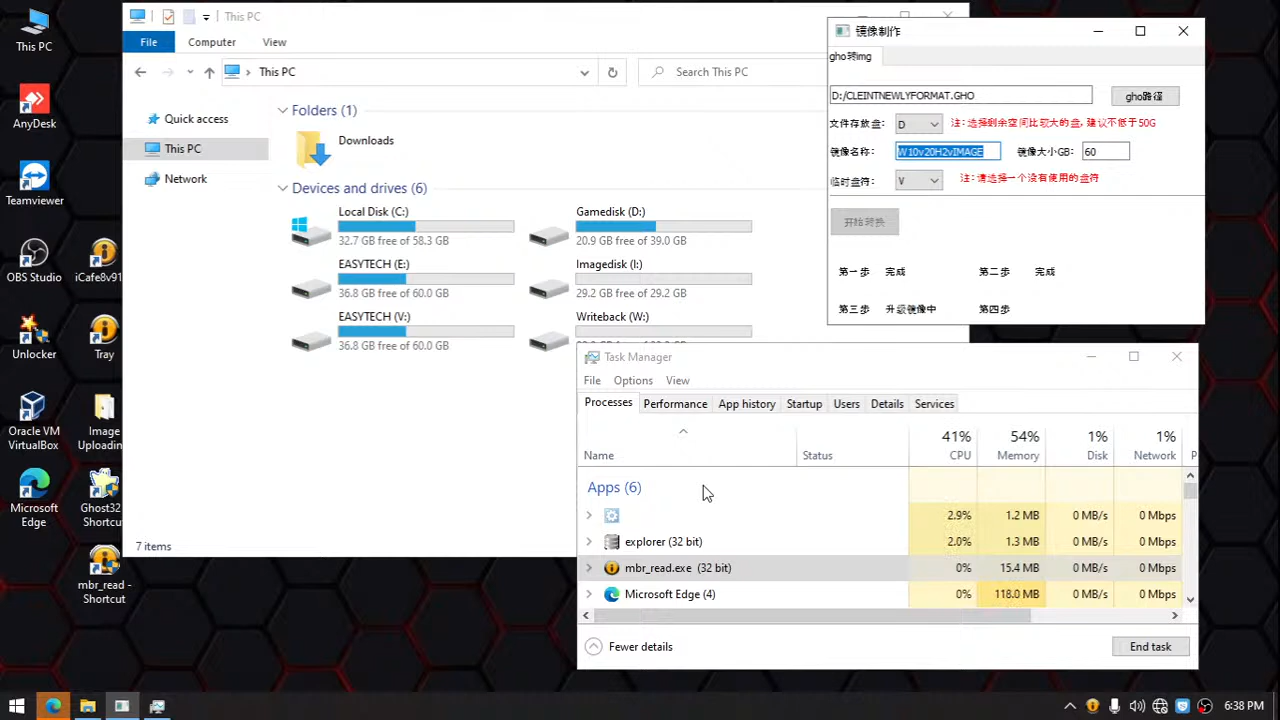 This PC
AnyDesk
Teamviewer
OBS Studio
iCafe8v91
Unlocker
Tray
Oracle VM
VirtualBox
Image
Uploadin...
Microsoft
Edge
Ghost32
Shortcut
mbr_read -
Shortcut
This PC
File
Computer
View
This PC
Search This PC
Quick access
This PC
Network
Folders (1)
Downloads
Devices and drives (6)
Local Disk (C:)
32.7 GB free of 58.3 GB
Gamedisk (D:)
20.9 GB free of 39.0 GB
EASYTECH (E:)
36.8 GB free of 60.0 GB
Imagedisk (I:)
29.2 GB free of 29.2 GB
EASYTECH (V:)
36.8 GB free of 60.0 GB
Writeback (W:)
7 items
镜像制作
gho转img
D:/CLEINTNEWLYFORMAT.GHO
gho路径
文件存放盘: D 注:选择到余空间比较大的盘,建议不低于50G
镜像名称: W10v20H2vIMAGE 镜像大小GB: 60
临时盘符: V 注:请选择一个没有使用的盘符
开始转换
第一步 完成 第二步 完成
第三步 升级镜像中 第四步
Task Manager
File Options View
Processes Performance App history Startup Users Details Services
41% 54% 1% 1%
Name Status CPU Memory Disk Network P
Apps (6)
2.9% 1.2 MB 0 MB/s 0 Mbps
explorer (32 bit) 2.0% 1.3 MB 0 MB/s 0 Mbps
mbr_read.exe (32 bit) 0% 15.4 MB 0 MB/s 0 Mbps
Microsoft Edge (4) 0% 118.0 MB 0 MB/s 0 Mbps
Fewer details
End task
6:38 PM